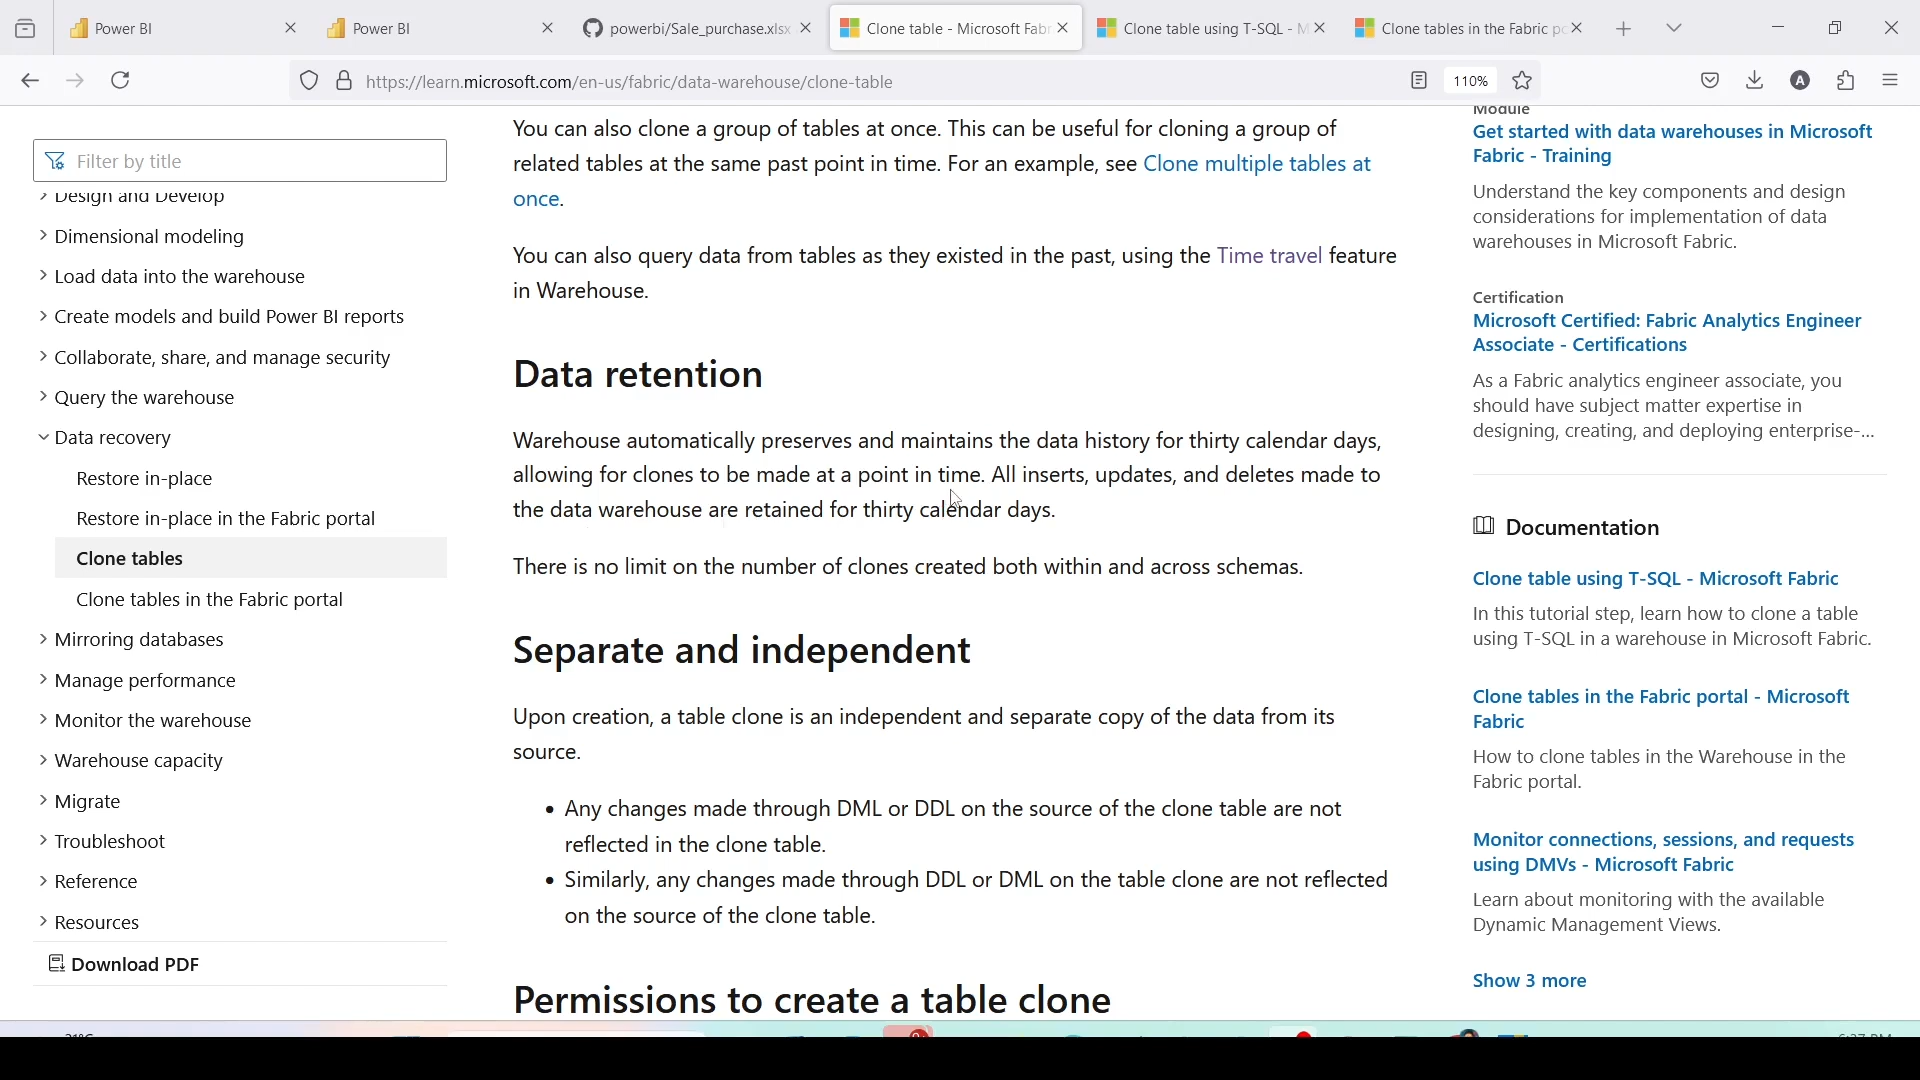 Power BI
Power BI
powerbi/Sale_purchase.xlsx
Clone table - Microsoft Fabr
Clone table using T-SQL - M
Clone tables in the Fabric po
https://learn.microsoft.com/en-us/fabric/data-warehouse/clone-table
110%
A
Filter by title
Design and Develop
Dimensional modeling
Load data into the warehouse
Create models and build Power BI reports
Collaborate, share, and manage security
Query the warehouse
Data recovery
Restore in-place
Restore in-place in the Fabric portal
Clone tables
Clone tables in the Fabric portal
Mirroring databases
Manage performance
Monitor the warehouse
Warehouse capacity
Migrate
Troubleshoot
Reference
Resources
Download PDF
You can also clone a group of tables at once. This can be useful for cloning a group of
related tables at the same past point in time. For an example, see Clone multiple tables at
once.
You can also query data from tables as they existed in the past, using the Time travel feature
in Warehouse.
Data retention
Warehouse automatically preserves and maintains the data history for thirty calendar days,
allowing for clones to be made at a point in time. All inserts, updates, and deletes made to
the data warehouse are retained for thirty calendar days.
There is no limit on the number of clones created both within and across schemas.
Separate and independent
Upon creation, a table clone is an independent and separate copy of the data from its
source.
• Any changes made through DML or DDL on the source of the clone table are not
reflected in the clone table.
• Similarly, any changes made through DDL or DML on the table clone are not reflected
on the source of the clone table.
Permissions to create a table clone
Module
Get started with data warehouses in Microsoft
Fabric - Training
Understand the key components and design
considerations for implementation of data
warehouses in Microsoft Fabric.
Certification
Microsoft Certified: Fabric Analytics Engineer
Associate - Certifications
As a Fabric analytics engineer associate, you
should have subject matter expertise in
designing, creating, and deploying enterprise-...
Documentation
Clone table using T-SQL - Microsoft Fabric
In this tutorial step, learn how to clone a table
using T-SQL in a warehouse in Microsoft Fabric.
Clone tables in the Fabric portal - Microsoft
Fabric
How to clone tables in the Warehouse in the
Fabric portal.
Monitor connections, sessions, and requests
using DMVs - Microsoft Fabric
Learn about monitoring with the available
Dynamic Management Views.
Show 3 more